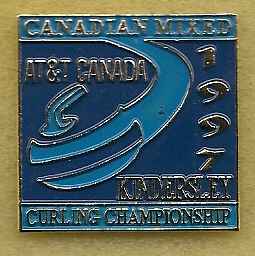 CANADIAN MIXED
AT&T CANADA
1997
KINDERSLEY
CURLING CHAMPIONSHIP